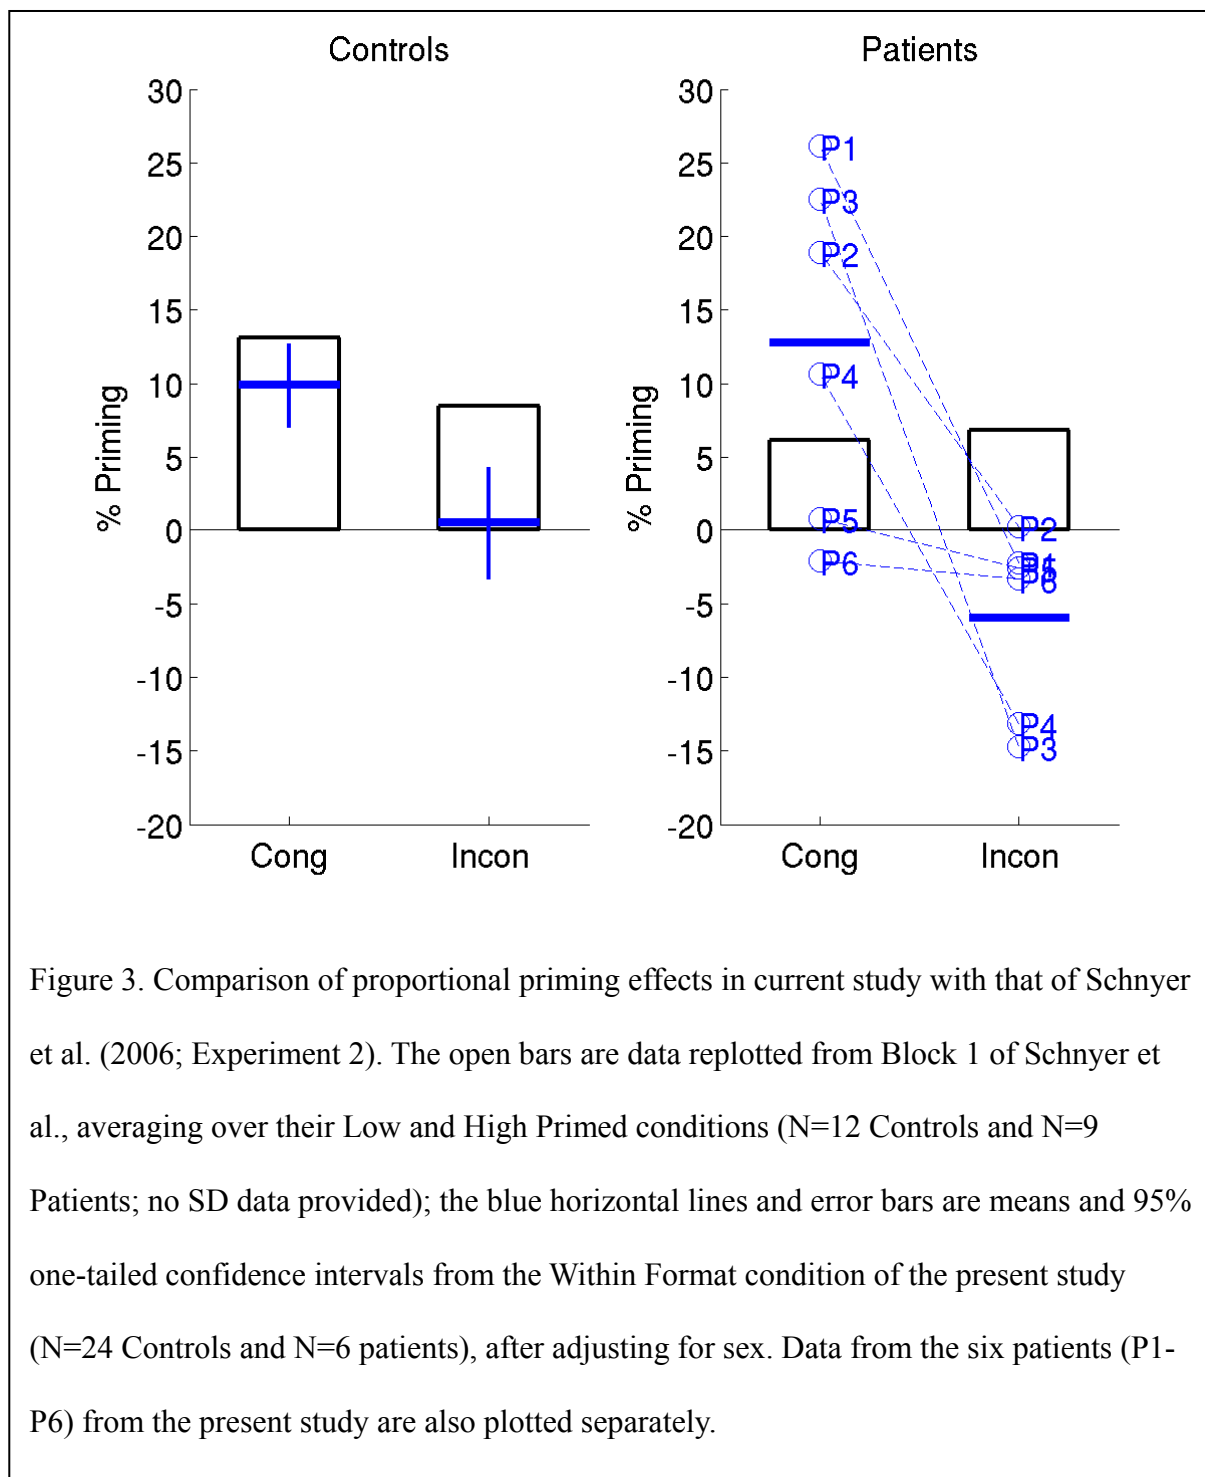 Controls
Patients
30
25
20
15
10
5
0
-5
-10
-15
-20
% Priming
Cong
Incon
30
25
20
15
10
5
0
-5
-10
-15
-20
% Priming
P1
P3
P2
P4
P5
P6
P2
P1
P6
P4
P3
Cong
Incon
Figure 3. Comparison of proportional priming effects in current study with that of Schnyer
et al. (2006; Experiment 2). The open bars are data replotted from Block 1 of Schnyer et
al., averaging over their Low and High Primed conditions (N=12 Controls and N=9
Patients; no SD data provided); the blue horizontal lines and error bars are means and 95%
one-tailed confidence intervals from the Within Format condition of the present study
(N=24 Controls and N=6 patients), after adjusting for sex. Data from the six patients (P1-
P6) from the present study are also plotted separately.